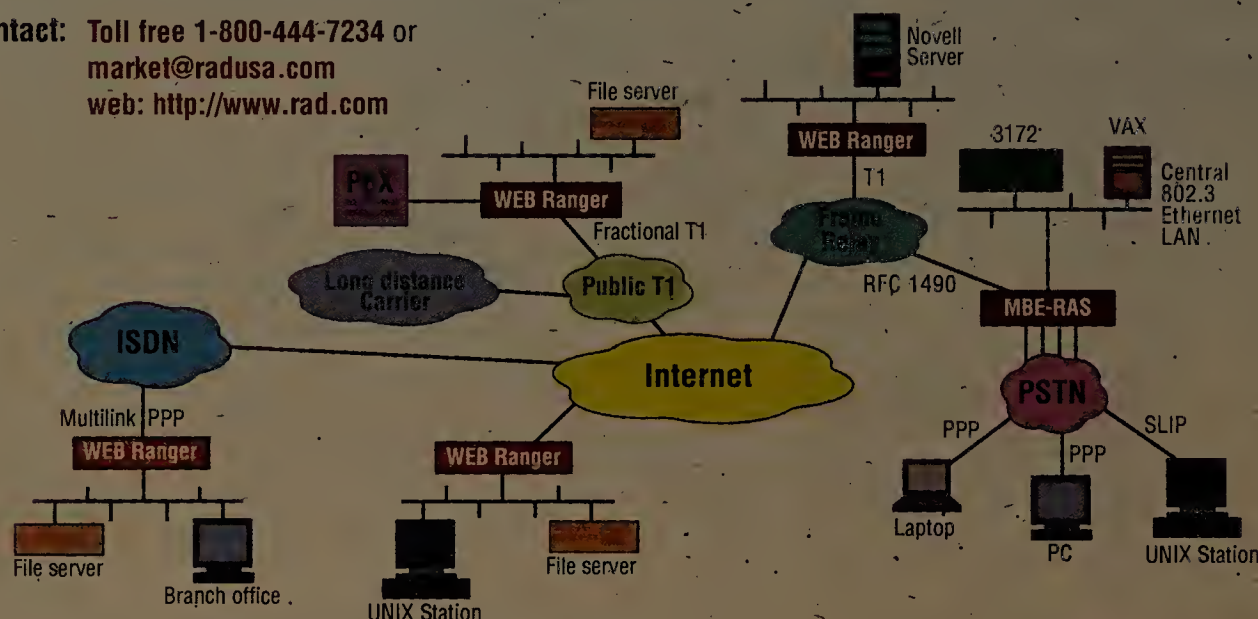 ntact: Toll free 1-800-444-7234 or
market@radusa.com
web: http://www.rad.com
File server
Novell
Server
WEB Ranger
3172
VAX
PBX
WEB Ranger
T1
Central
802.3
Ethernet
LAN
Fractional T1
Frame
Relay
Long distance
Carrier
Public T1
RFC 1490
MBE-RAS
ISDN
Internet
PSTN
Multilink PPP
WEB Ranger
WEB Ranger
PPP
PPP
SLIP
File server
Branch office
UNIX Station
File server
Laptop
PC
UNIX Station